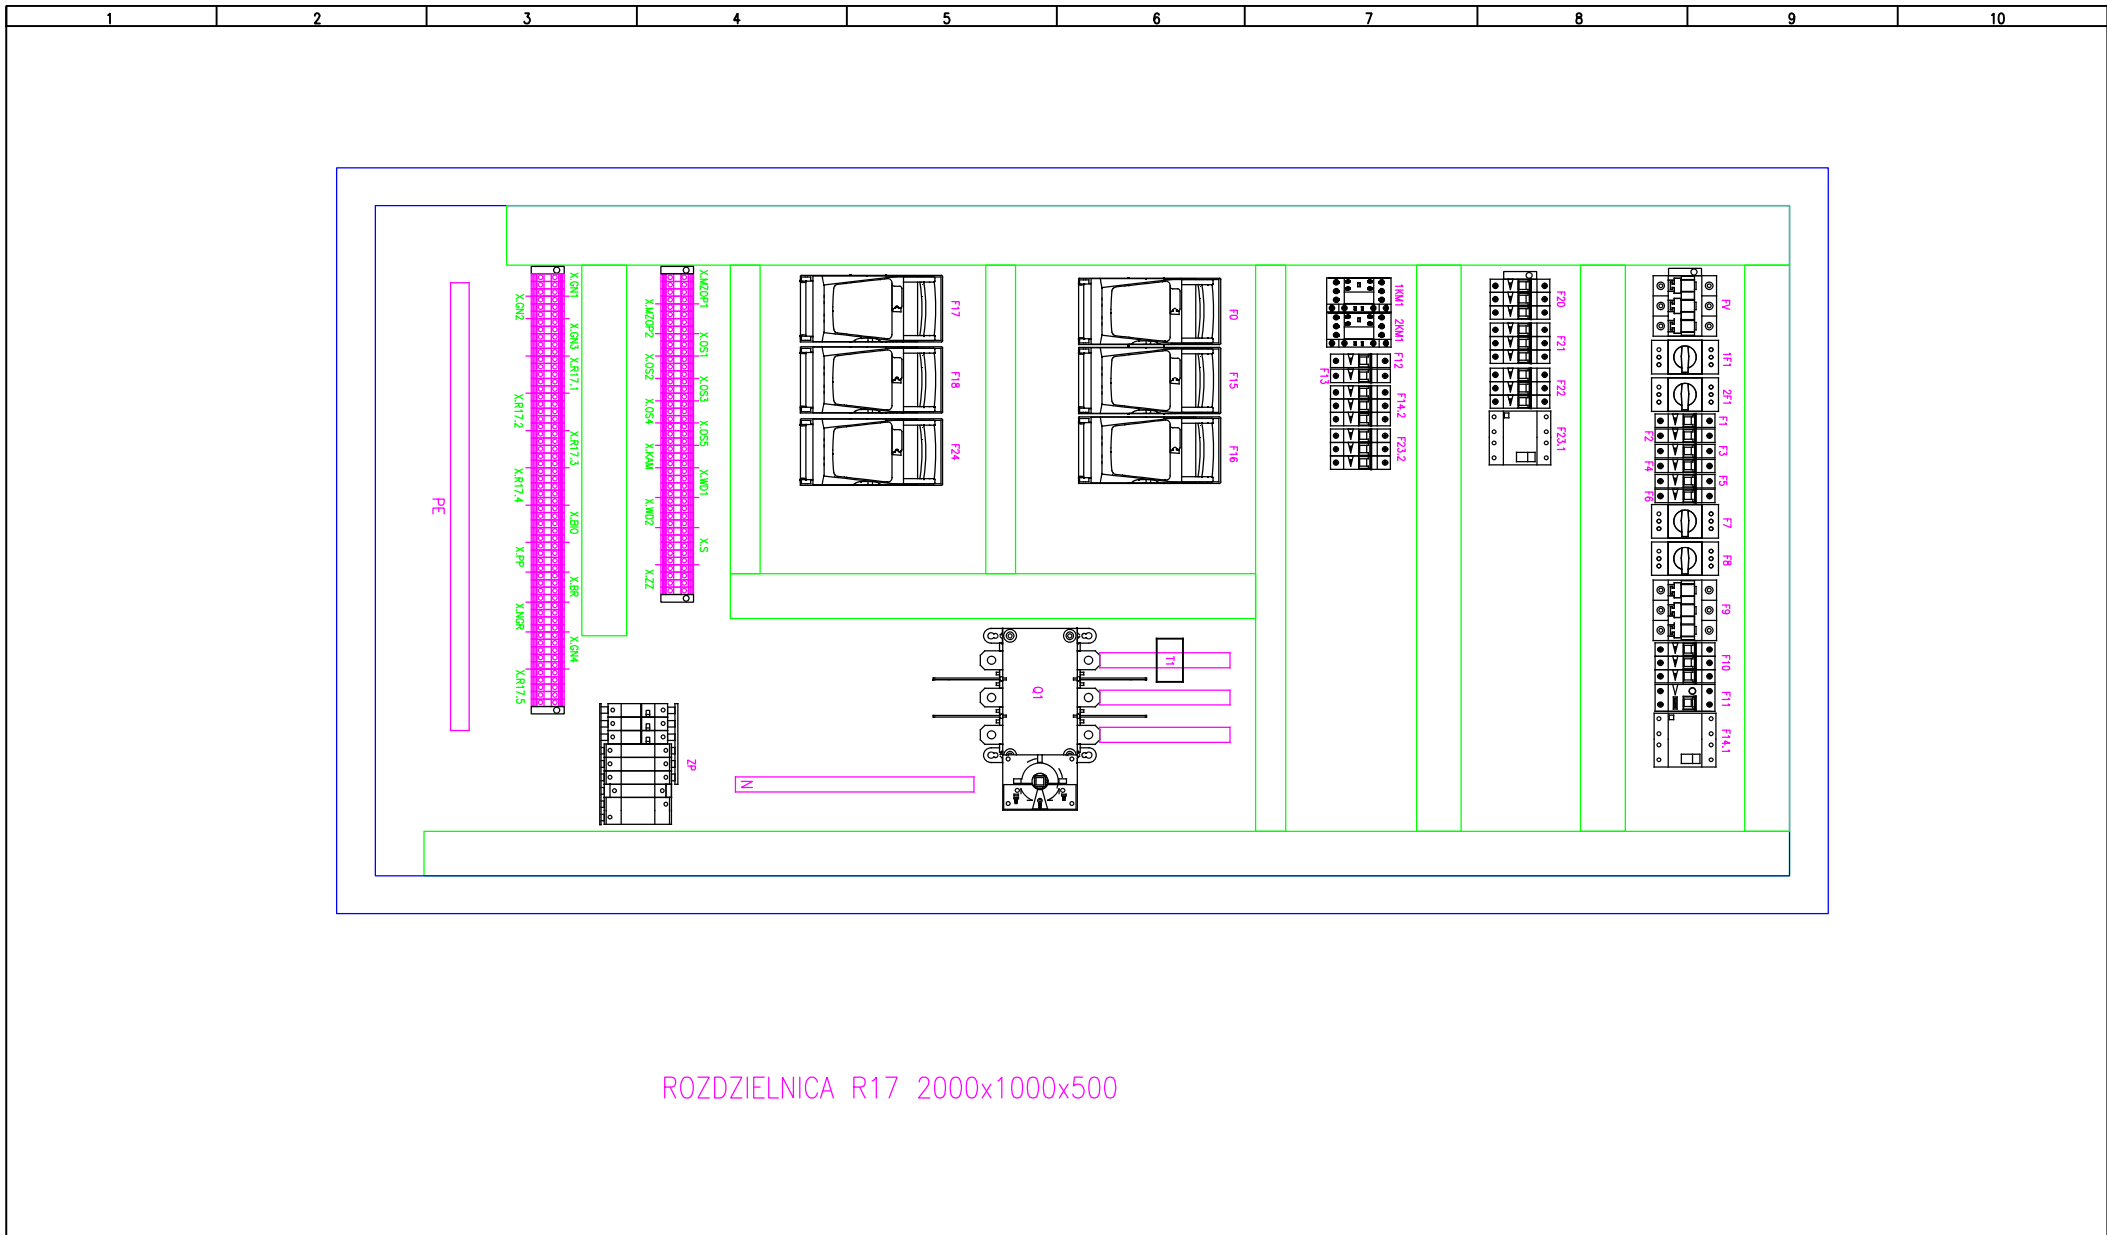 1 2 3 4 5 6 7 8 9 10
X.GN1
X.GN2
X.GN3
X.R17.1
X.R17.2
X.R17.3
X.R17.4
X.BIO
X.PP
X.BR
X.NGR
X.GN4
X.R17.5
PE
X.MZOP1
X.MZOP2
X.OS1
X.OS2
X.OS3
X.OS4
X.OS5
X.KAM
X.WD1
X.WD2
X.S
X.ZZ
ZP
N
F17
F18
F24
F0
F15
F16
Q1
T1
1KM1
2KM1
F12
F13
F14.2
F23.2
F20
F21
F22
F23.1
FV
1F1
2F1
F1
F2
F3
F4
F5
F6
F7
F8
F9
F10
F11
F14.1
ROZDZIELNICA R17 2000x1000x500